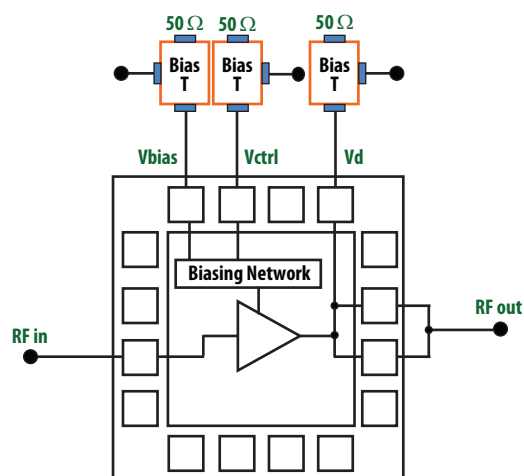 50 Ω 50 Ω 50 Ω
Bias T Bias T Bias T
Vbias Vctrl Vd
Biasing Network
RF out
RF in